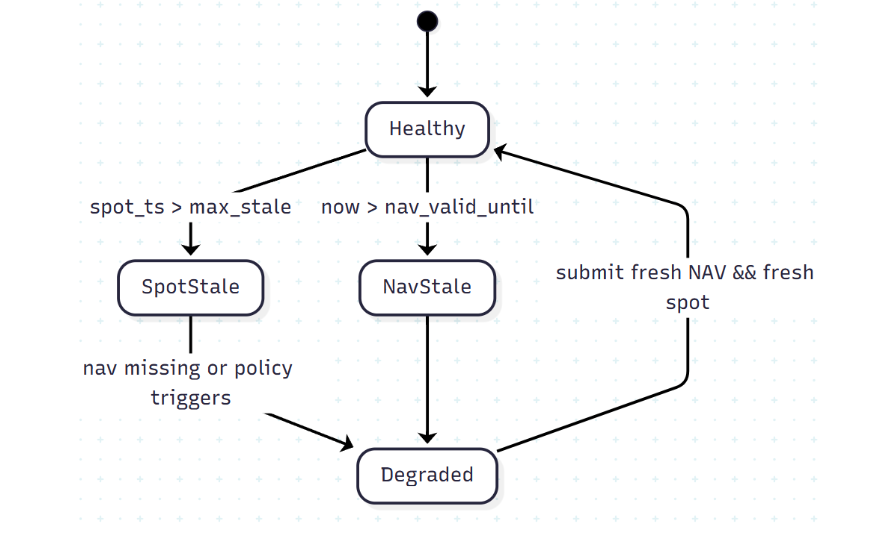 Healthy
spot_ts > max_stale
now > nav_valid_until
submit fresh NAV && fresh
spot
SpotStale
NavStale
nav missing or policy
triggers
Degraded